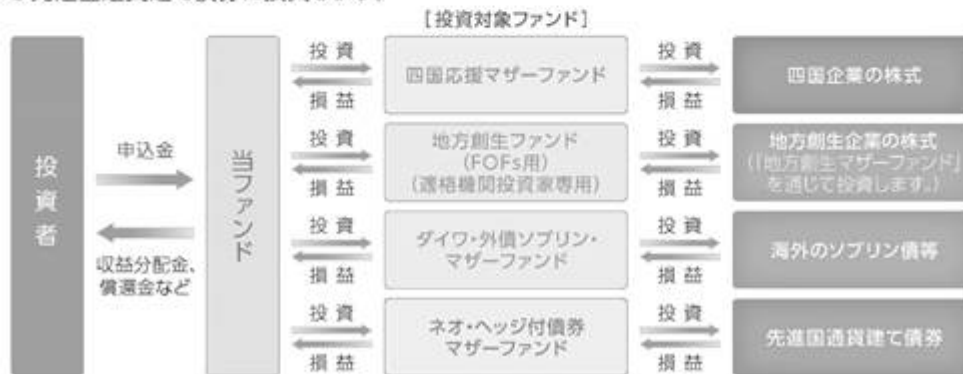 [投資対象ファンド]
投資者
申込金
収益分配金、
償還金など
当ファンド
投資
損益
四国応援マザーファンド
投資
損益
四国企業の株式
投資
損益
地方創生ファンド
(FOFs用)
(適格機関投資家専用)
投資
損益
地方創生企業の株式
(「地方創生マザーファンド」
を通じて投資します。)
投資
損益
ダイワ・外債ソブリン・
マザーファンド
投資
損益
海外のソブリン債等
投資
損益
ネオ・ヘッジ付債券
マザーファンド
投資
損益
先進国通貨建て債券